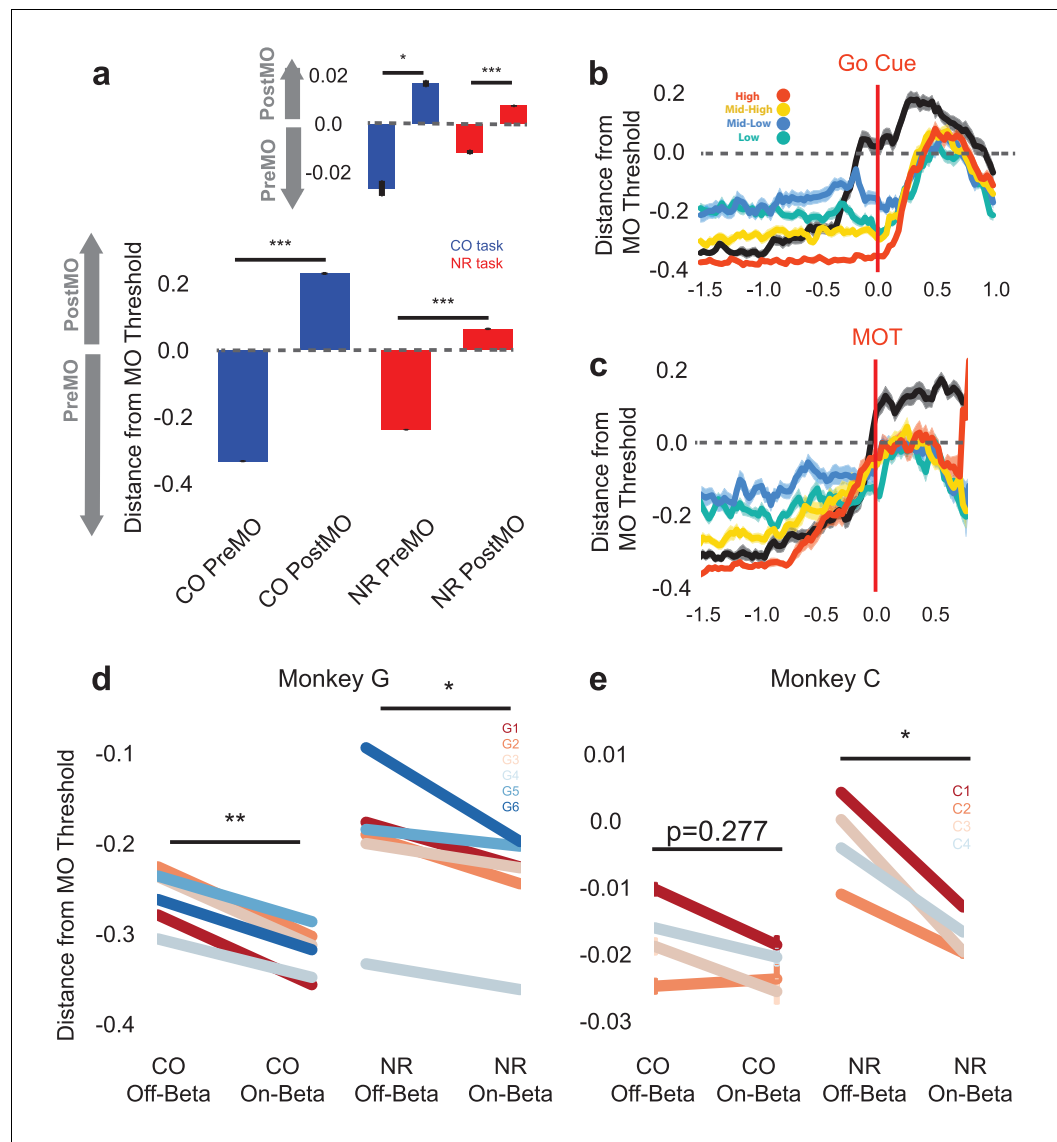 a
PostMO
PreMO
0.02
0.0
-0.02
*
***
PostMO
PreMO
Distance from MO Threshold
0.2
0.0
-0.2
-0.4
***
***
CO task
NR task
CO PreMO
CO PostMO
NR PreMO
NR PostMO
b
Go Cue
Distance from
MO Threshold
0.2
0.0
-0.2
-0.4
High
Mid-High
Mid-Low
Low
-1.5 -1.0 -0.5 0.0 0.5 1.0
c
MOT
Distance from
MO Threshold
0.2
0.0
-0.2
-0.4
-1.5 -1.0 -0.5 0.0 0.5
d
Monkey G
Distance from MO Threshold
-0.1
-0.2
-0.3
-0.4
**
*
G1
G2
G3
G4
G5
G6
CO
Off-Beta
CO
On-Beta
NR
Off-Beta
NR
On-Beta
e
Monkey C
0.01
0.0
-0.01
-0.02
-0.03
p=0.277
*
C1
C2
C3
C4
CO
Off-Beta
CO
On-Beta
NR
Off-Beta
NR
On-Beta